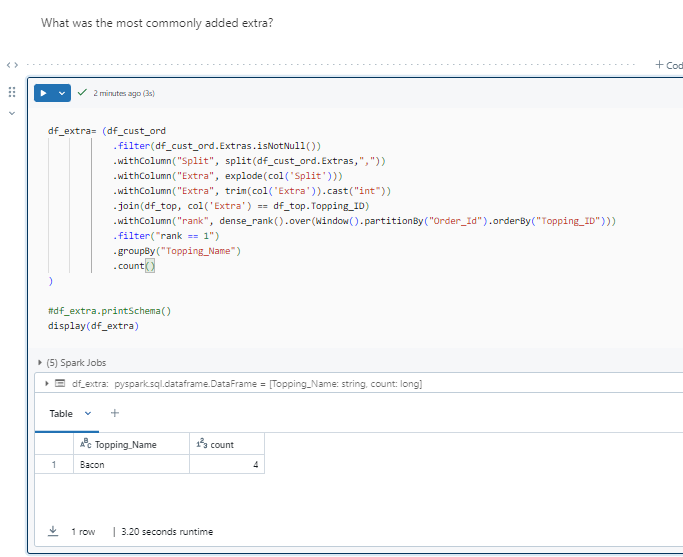 What was the most commonly added extra?
<> + Cod
2 minutes ago (3s)
df_extra= (df_cust_ord
.filter(df_cust_ord.Extras.isNotNull())
.withColumn("Split", split(df_cust_ord.Extras,","))
.withColumn("Extra", explode(col('Split')))
.withColumn("Extra", trim(col('Extra')).cast("int"))
.join(df_top, col('Extra') == df_top.Topping_ID)
.withColumn("rank", dense_rank().over(Window().partitionBy("Order_Id").orderBy("Topping_ID")))
.filter("rank == 1")
.groupBy("Topping_Name")
.count()
)
#df_extra.printSchema()
display(df_extra)
(5) Spark Jobs
df_extra: pyspark.sql.dataframe.DataFrame = [Topping_Name: string, count: long]
Table +
ABC Topping_Name 123 count
1 Bacon 4
1 row | 3.20 seconds runtime